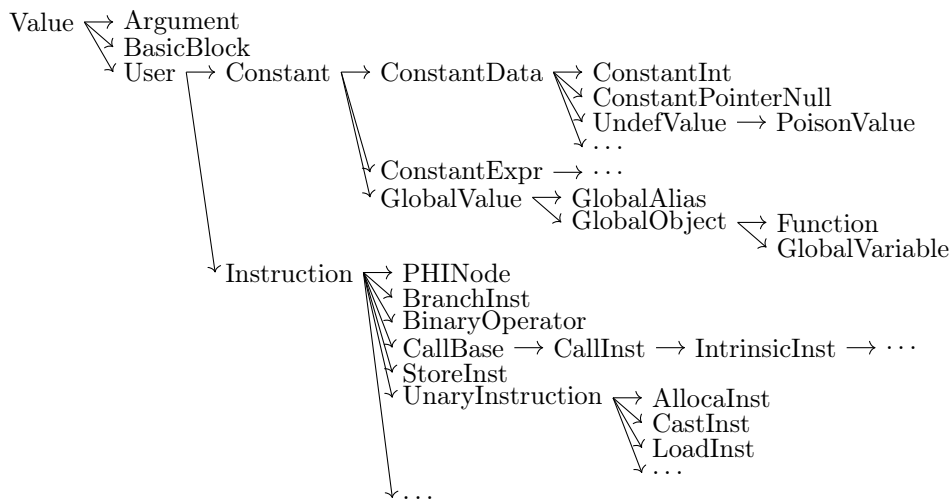 Value Argument
BasicBlock
User Constant ConstantData ConstantInt
ConstantPointerNull
UndefValue PoisonValue
...
ConstantExpr ...
GlobalValue GlobalAlias
GlobalObject Function
GlobalVariable
Instruction PHINode
BranchInst
BinaryOperator
CallBase CallInst IntrinsicInst ...
StoreInst
UnaryInstruction AllocaInst
CastInst
LoadInst
...
...